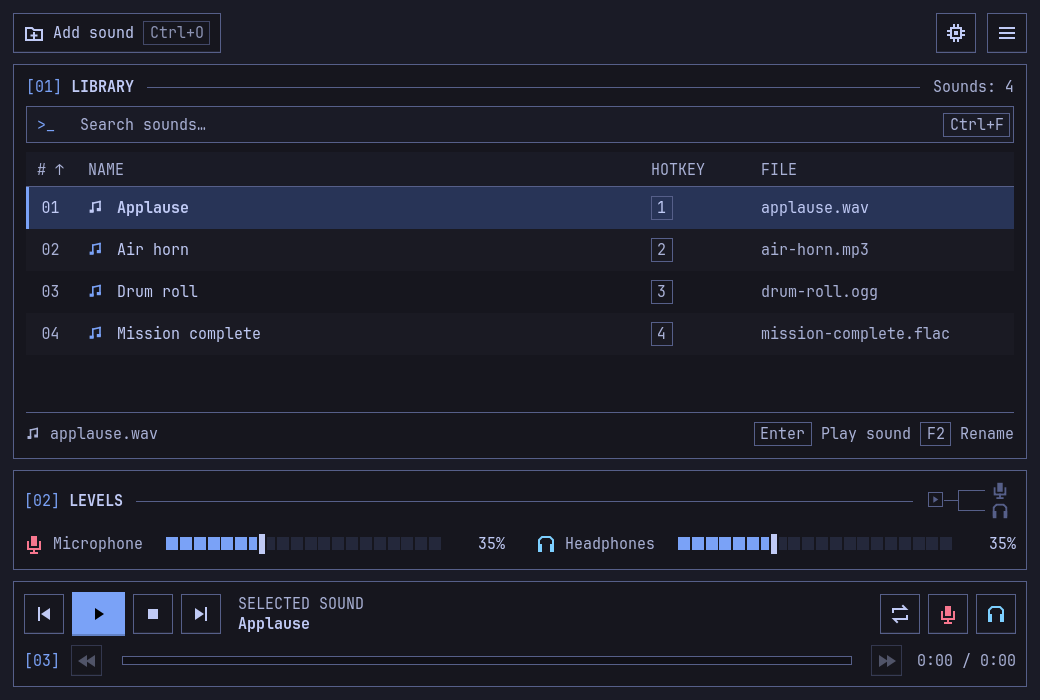 Add sound Ctrl+O
[01] LIBRARY Sounds: 4
>_ Search sounds… Ctrl+F
# ↑ NAME HOTKEY FILE
01 Applause 1 applause.wav
02 Air horn 2 air-horn.mp3
03 Drum roll 3 drum-roll.ogg
04 Mission complete 4 mission-complete.flac
applause.wav Enter Play sound F2 Rename
[02] LEVELS
Microphone 35% Headphones 35%
SELECTED SOUND
Applause
[03] 0:00 / 0:00